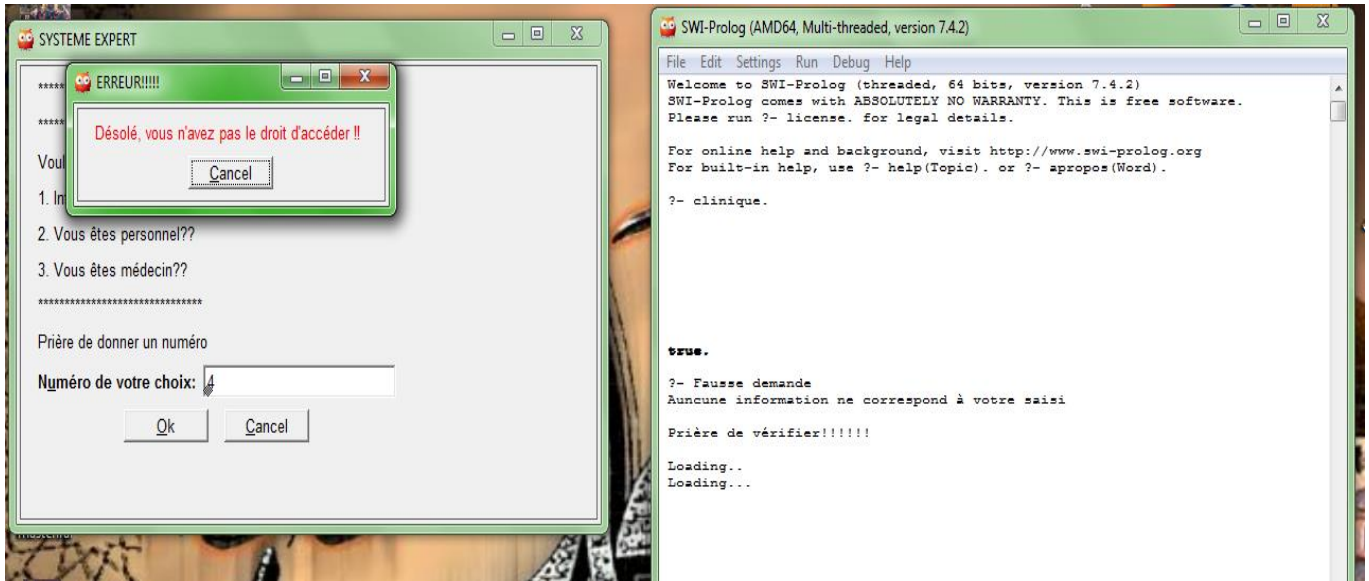 SYSTEME EXPERT
ERREUR!!!!!
Désolé, vous n'avez pas le droit d'accéder !!
Cancel
*****
*****
Voul
1. In
2. Vous êtes personnel??
3. Vous êtes médecin??
*******************************
Prière de donner un numéro
Numéro de votre choix: 4
Ok Cancel
SWI-Prolog (AMD64, Multi-threaded, version 7.4.2)
File Edit Settings Run Debug Help
Welcome to SWI-Prolog (threaded, 64 bits, version 7.4.2)
SWI-Prolog comes with ABSOLUTELY NO WARRANTY. This is free software.
Please run ?- license. for legal details.
For online help and background, visit http://www.swi-prolog.org
For built-in help, use ?- help(Topic). or ?- apropos(Word).
?- clinique.
true.
?- Fausse demande
Auncune information ne correspond à votre saisi
Prière de vérifier!!!!!!
Loading..
Loading...